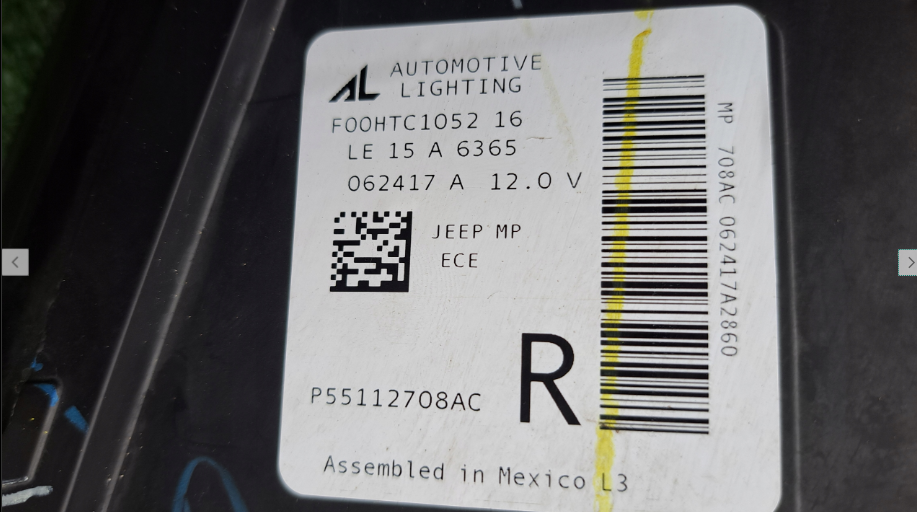 AL AUTOMOTIVE
LIGHTING
F00HTC1052 16
LE 15 A 6365
062417 A 12.0 V
JEEP MP
ECE
R
P55112708AC
Assembled in Mexico L3
MP 708AC 062417A2860